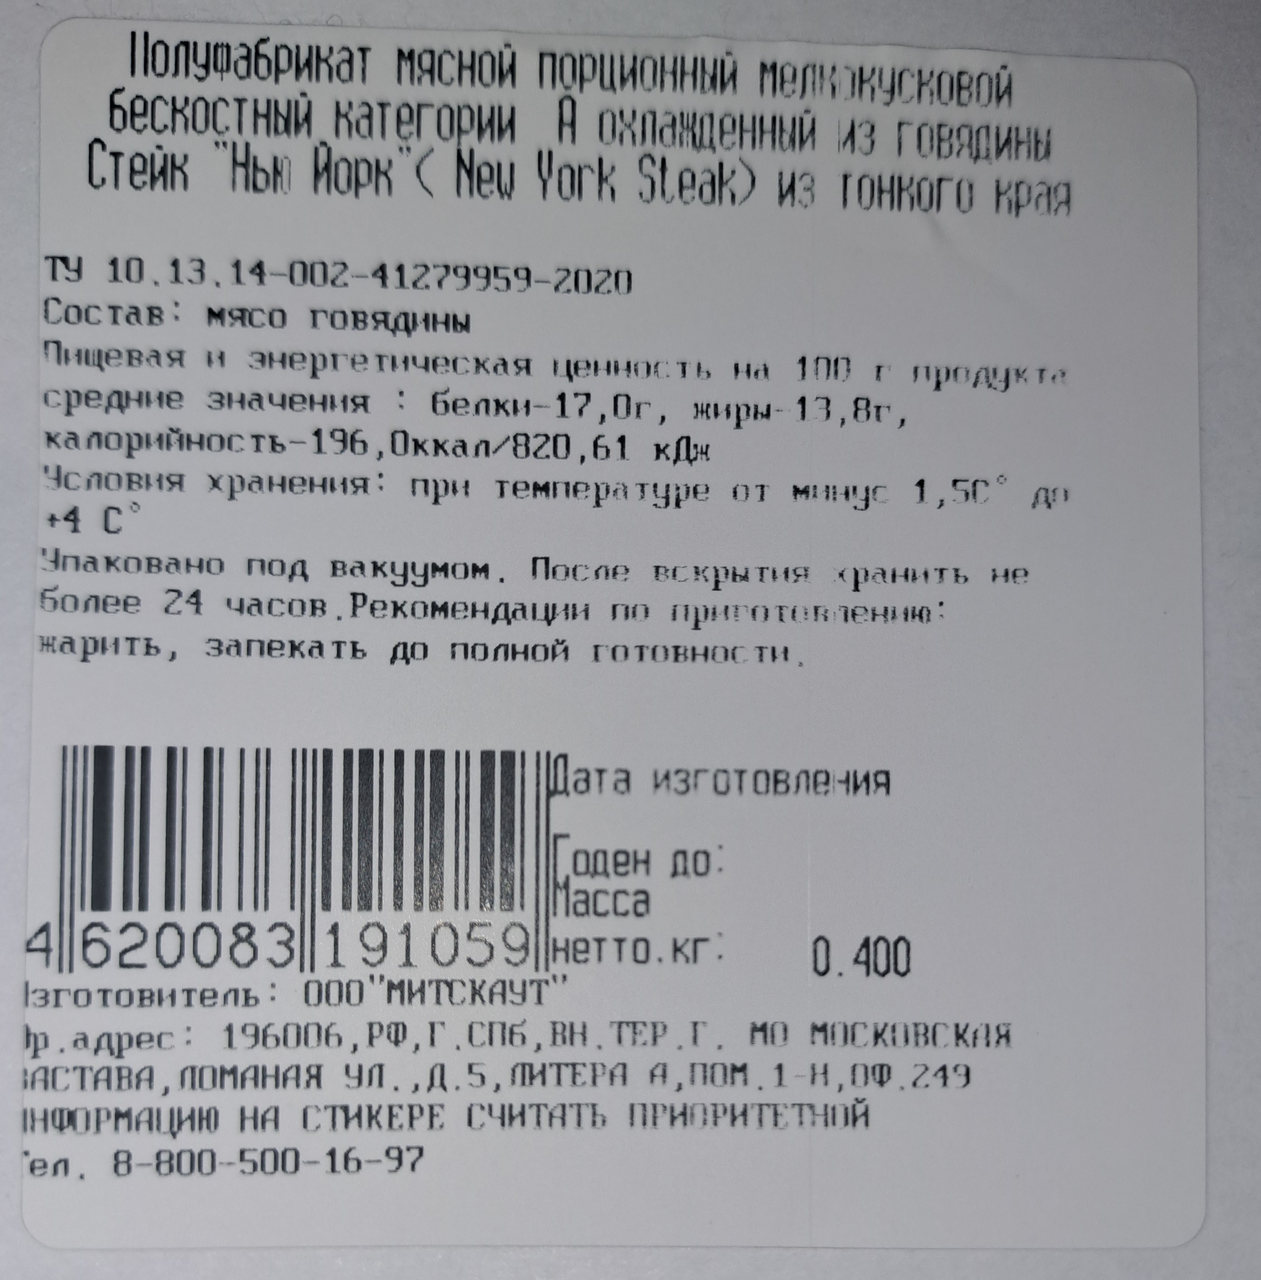 Полуфабрикат мясной порционный мелкокусковой
бескостный категории А охлажденный из говядины
Стейк "Нью Йорк"( New York Steak) из тонкого края
ТУ 10.13.14-002-41279959-2020
Состав: мясо говядины
Пищевая и энергетическая ценность на 100 г продукта
средние значения : белки-17,0г, жиры-13,8г,
калорийность-196,0ккал/820,61 кДж
Условия хранения: при температуре от минус 1,5С° до
+4 С°
Упаковано под вакуумом. После вскрытия хранить не
более 24 часов.Рекомендации по приготовлению:
жарить, запекать до полной готовности.
Дата изготовления
Годен до:
Масса
нетто.кг: 0.400
4 620083 191059
Изготовитель: ООО"МИТСКАУТ"
Юр.адрес: 196006,РФ,Г.СПб,ВН.ТЕР.Г. МО МОСКОВСКАЯ
ЗАСТАВА,ЛОМАНАЯ УЛ.,Д.5,ЛИТЕРА А,ПОМ.1-Н,ОФ.249
ИНФОРМАЦИЮ НА СТИКЕРЕ СЧИТАТЬ ПРИОРИТЕТНОЙ
Тел. 8-800-500-16-97